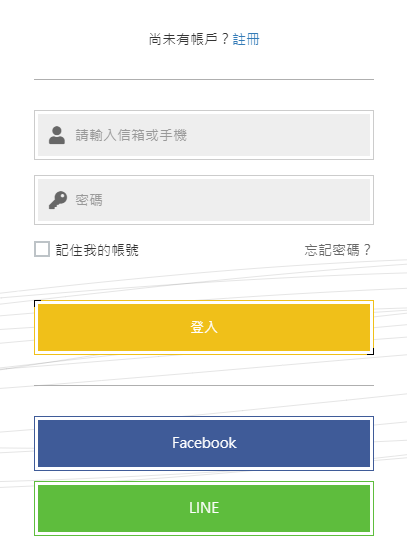 尚未有帳戶？註冊
請輸入信箱或手機
密碼
記住我的帳號 忘記密碼？
登入
Facebook
LINE